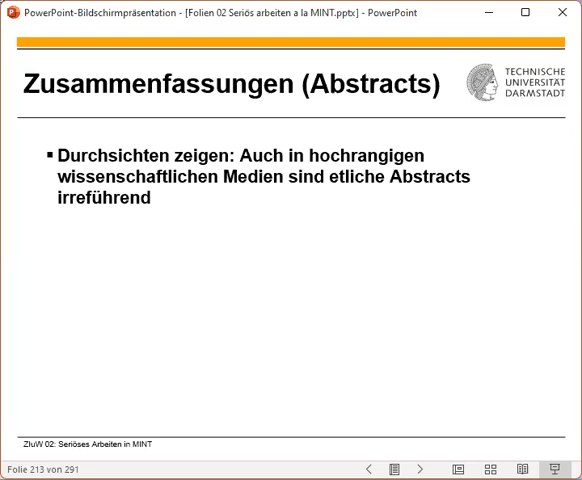 PowerPoint-Bildschirmpräsentation - [Folien 02 Seriös arbeiten a la MINT.pptx] - PowerPoint
Zusammenfassungen (Abstracts)
TECHNISCHE
UNIVERSITÄT
DARMSTADT
▪ Durchsichten zeigen: Auch in hochrangigen
wissenschaftlichen Medien sind etliche Abstracts
irreführend
ZIuW 02: Seriöses Arbeiten in MINT
Folie 213 von 291